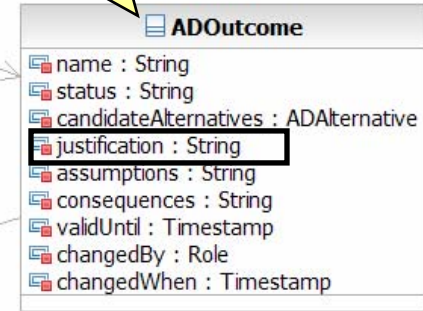 ADOutcome
name : String
status : String
candidateAlternatives : ADAlternative
justification : String
assumptions : String
consequences : String
validUntil : Timestamp
changedBy : Role
changedWhen : Timestamp